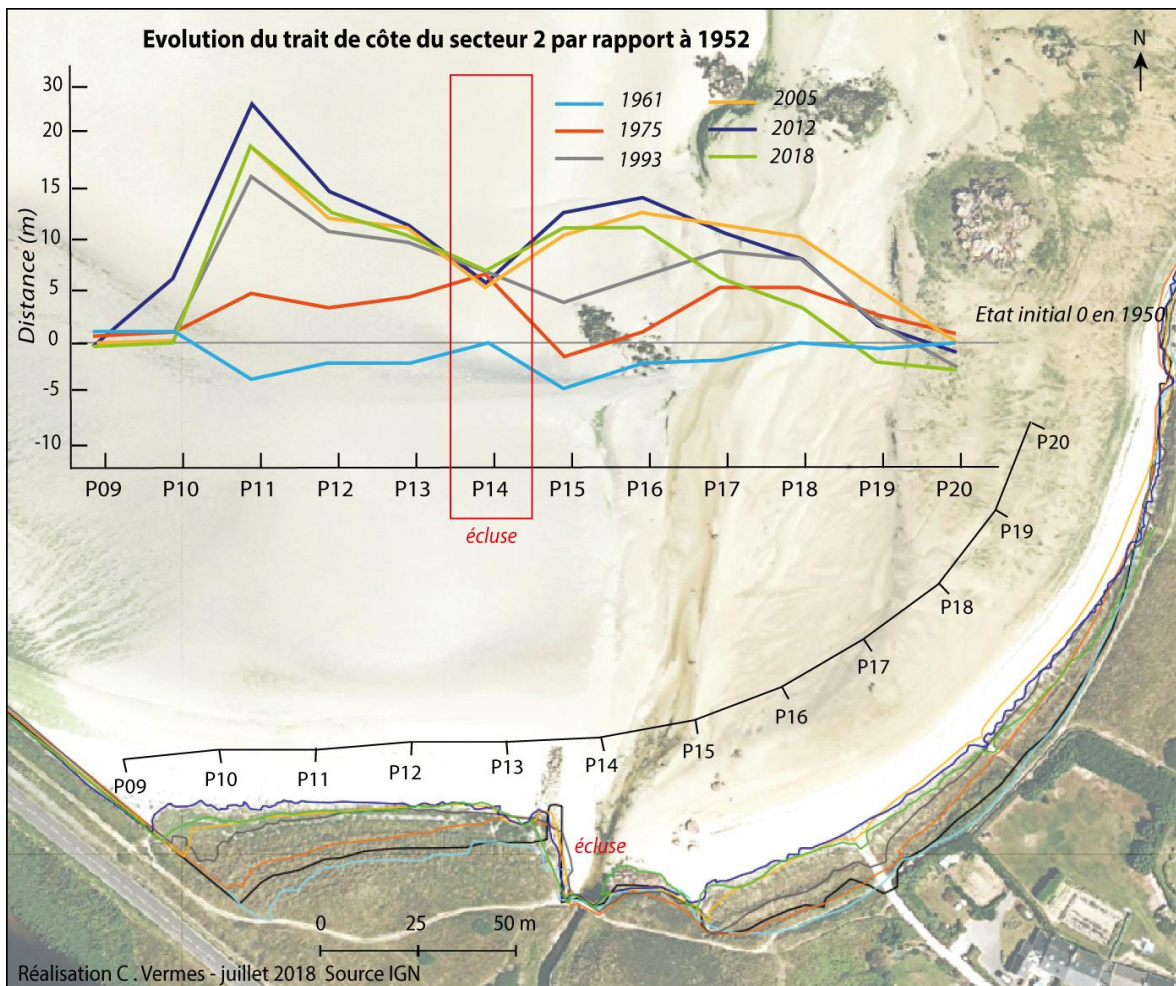 Evolution du trait de côte du secteur 2 par rapport à 1952
N
30
20
15
10
5
0
-5
-10
Distance (m)
1961
1975
1993
2005
2012
2018
Etat initial 0 en 1950
P09 P10 P11 P12 P13 P14 P15 P16 P17 P18 P19 P20
écluse
P20
P19
P18
P17
P16
P15
P14
P13
P12
P11
P10
P09
écluse
0 25 50 m
Réalisation C . Vermes - juillet 2018 Source IGN